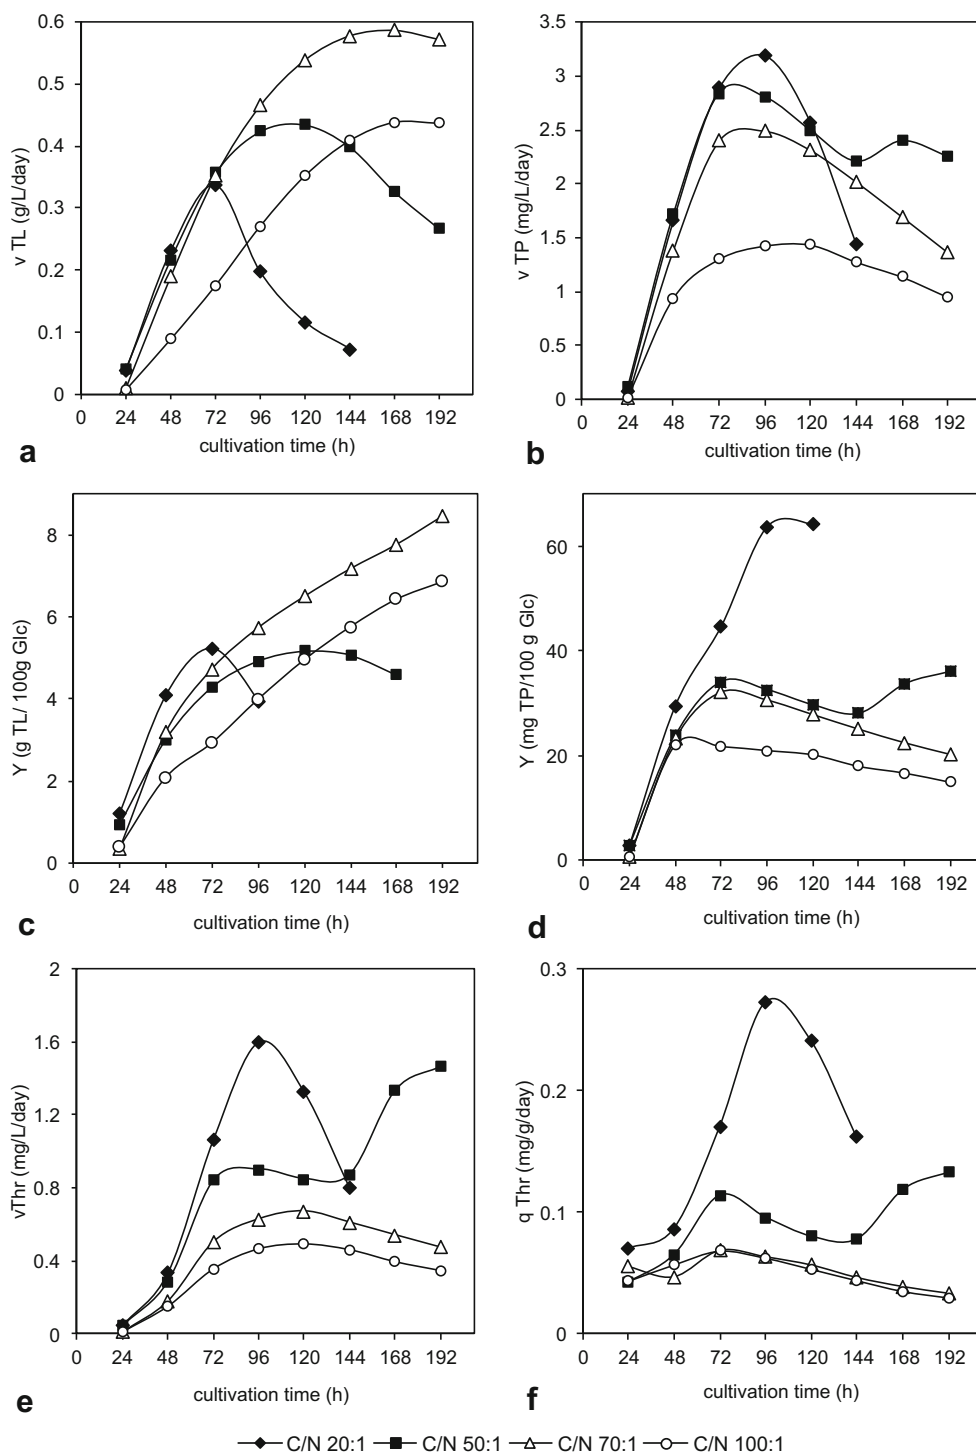 0.6
0.5
0.4
0.3
0.2
0.1
0
v TL (g/L/day)
0 24 48 72 96 120 144 168 192
cultivation time (h)
a
3.5
3
2.5
2
1.5
1
0.5
0
v TP (mg/L/day)
0 24 48 72 96 120 144 168 192
cultivation time (h)
b
8
6
4
2
0
Y (g TL/ 100g Glc)
0 24 48 72 96 120 144 168 192
cultivation time (h)
c
60
40
20
0
Y (mg TP/100 g Glc)
0 24 48 72 96 120 144 168 192
cultivation time (h)
d
2
1.6
1.2
0.8
0.4
0
vThr (mg/L/day)
0 24 48 72 96 120 144 168 192
cultivation time (h)
e
0.3
0.2
0.1
0
q Thr (mg/g/day)
0 24 48 72 96 120 144 168 192
cultivation time (h)
f
C/N 20:1 C/N 50:1 C/N 70:1 C/N 100:1